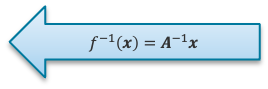 f⁻¹(x) = A⁻¹x